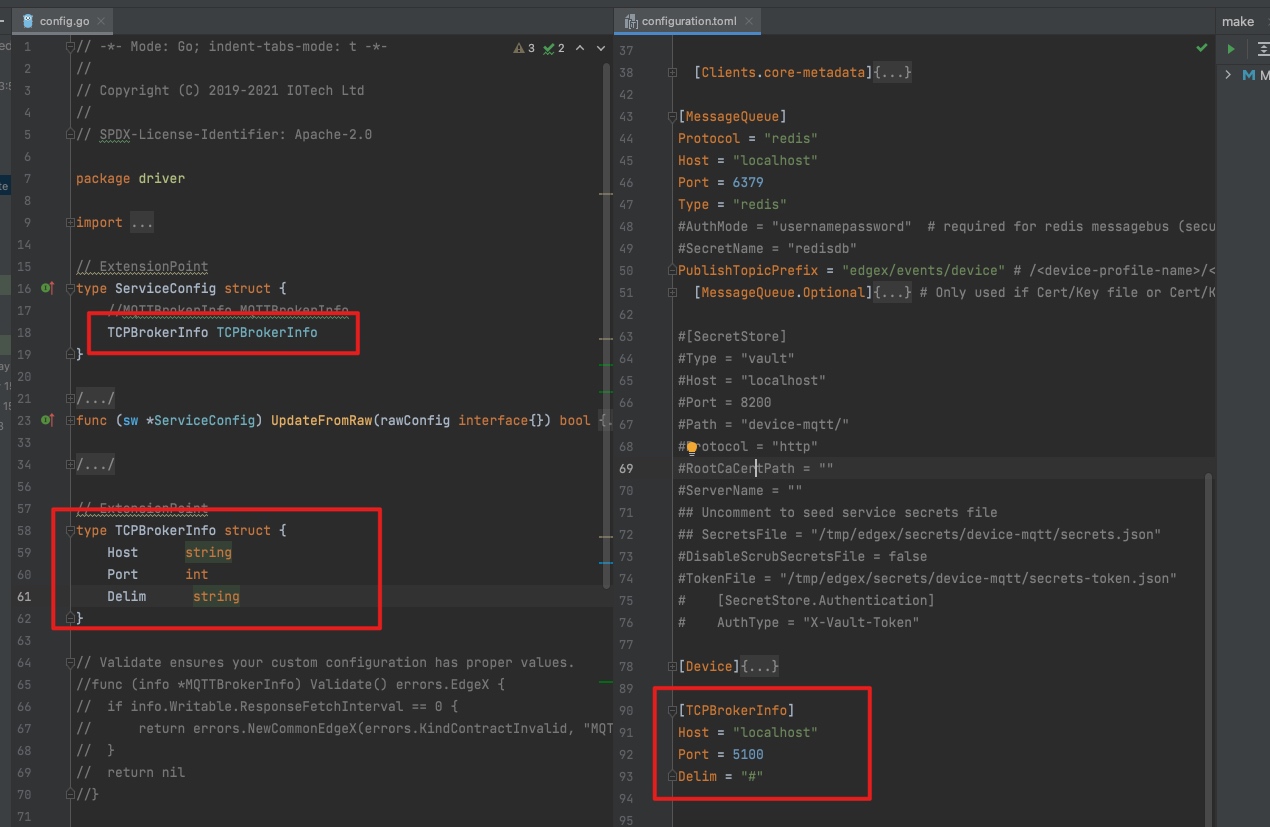 config.go
1 // -*- Mode: Go; indent-tabs-mode: t -*-
3 2
2 //
3 // Copyright (C) 2019-2021 IOTech Ltd
4 //
5 // SPDX-License-Identifier: Apache-2.0
6
7 package driver
8
9 import ...
14
15 // ExtensionPoint
16 type ServiceConfig struct {
17 //MQTTBrokerInfo MQTTBrokerInfo
18 TCPBrokerInfo TCPBrokerInfo
19 }
20
21 /.../
23 func (sw *ServiceConfig) UpdateFromRaw(rawConfig interface{}) bool {.
33
34 /.../
56
57 // ExtensionPoint
58 type TCPBrokerInfo struct {
59 Host string
60 Port int
61 Delim string
62 }
63
64 // Validate ensures your custom configuration has proper values.
65 //func (info *MQTTBrokerInfo) Validate() errors.EdgeX {
66 // if info.Writable.ResponseFetchInterval == 0 {
67 // return errors.NewCommonEdgeX(errors.KindContractInvalid, "MQT
68 // }
69 // return nil
70 //}
71
configuration.toml
37
38 [Clients.core-metadata]{...}
42
43 [MessageQueue]
44 Protocol = "redis"
45 Host = "localhost"
46 Port = 6379
47 Type = "redis"
48 #AuthMode = "usernamepassword" # required for redis messagebus (secu
49 #SecretName = "redisdb"
50 PublishTopicPrefix = "edgex/events/device" # /<device-profile-name>/<
51 [MessageQueue.Optional]{...} # Only used if Cert/Key file or Cert/K
62
63 #[SecretStore]
64 #Type = "vault"
65 #Host = "localhost"
66 #Port = 8200
67 #Path = "device-mqtt/"
68 #Protocol = "http"
69 #RootCaCertPath = ""
70 #ServerName = ""
71 ## Uncomment to seed service secrets file
72 ## SecretsFile = "/tmp/edgex/secrets/device-mqtt/secrets.json"
73 #DisableScrubSecretsFile = false
74 #TokenFile = "/tmp/edgex/secrets/device-mqtt/secrets-token.json"
75 # [SecretStore.Authentication]
76 # AuthType = "X-Vault-Token"
77
78 [Device]{...}
89
90 [TCPBrokerInfo]
91 Host = "localhost"
92 Port = 5100
93 Delim = "#"
94
95
make
M M